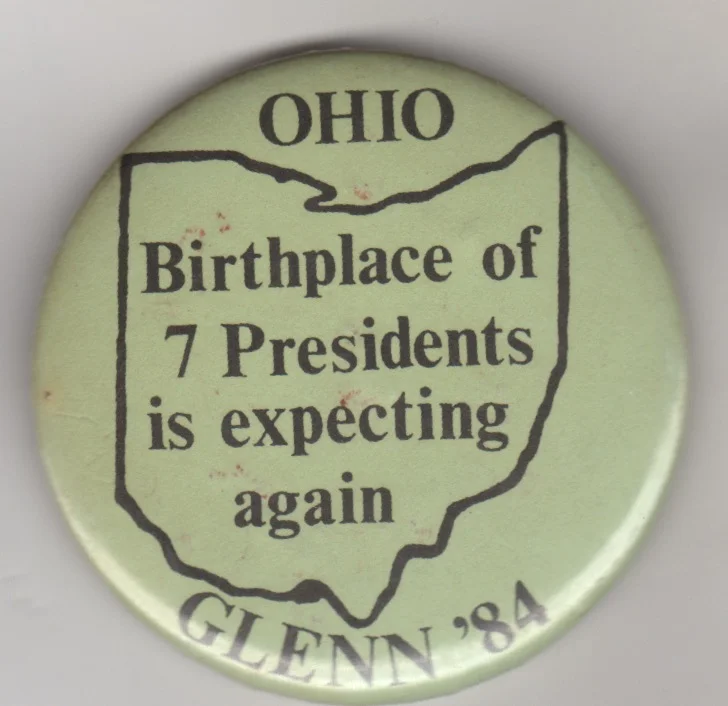 OHIO
Birthplace of
7 Presidents
is expecting
again
GLENN '84